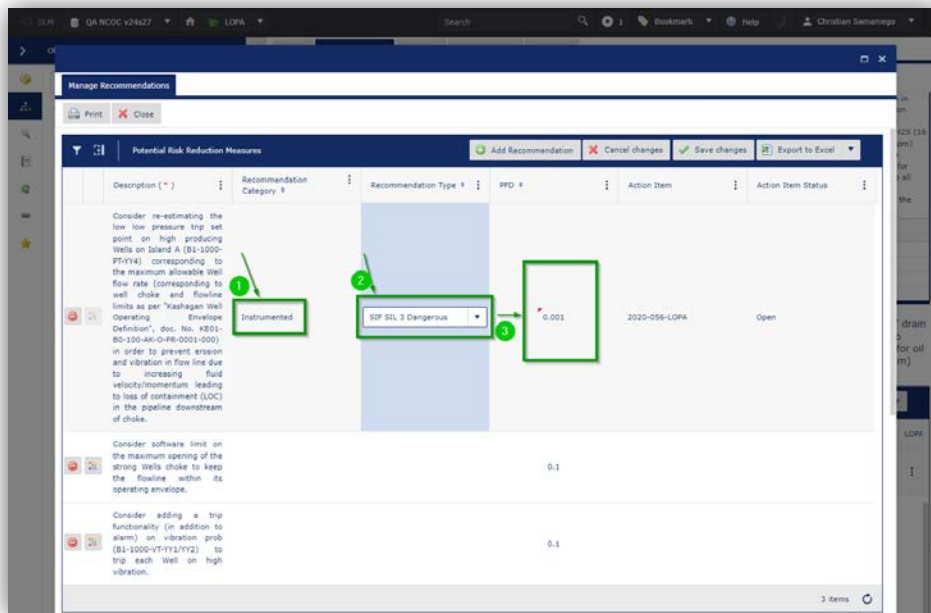 SLM QA NCOC v24s27 LOPA Search 1 Bookmark Help Christian Samaniego
Manage Recommendations
Print Close
Potential Risk Reduction Measures Add Recommendation Cancel changes Save changes Export to Excel
Description ( * ) Recommendation Category Recommendation Type PFD Action Item Action Item Status
Consider re-estimating the
low low pressure trip set
point on high producing
Wells on Island A (B1-1000-
PT-YY4) corresponding to
the maximum allowable Well
flow rate (corresponding to
well choke and flowline
limits as per "Kashagan Well
Operating Envelope
Definition", doc. No. KE01-
B0-100-AK-O-PR-0001-000)
in order to prevent erosion
and vibration in flow line due
to increasing fluid
velocity/momentum leading
to loss of containment (LOC)
in the pipeline downstream
of choke.
1
Instrumented
2
SIF SIL 3 Dangerous
3
0.001
2020-056-LOPA
Open
Consider software limit on
the maximum opening of the
strong Wells choke to keep
the flowline within its
operating envelope.
0.1
Consider adding a trip
functionality (in addition to
alarm) on vibration prob
(B1-1000-VT-YY1/YY2) to
trip each Well on high
vibration.
0.1
3 items
drain
for oil
LOPA